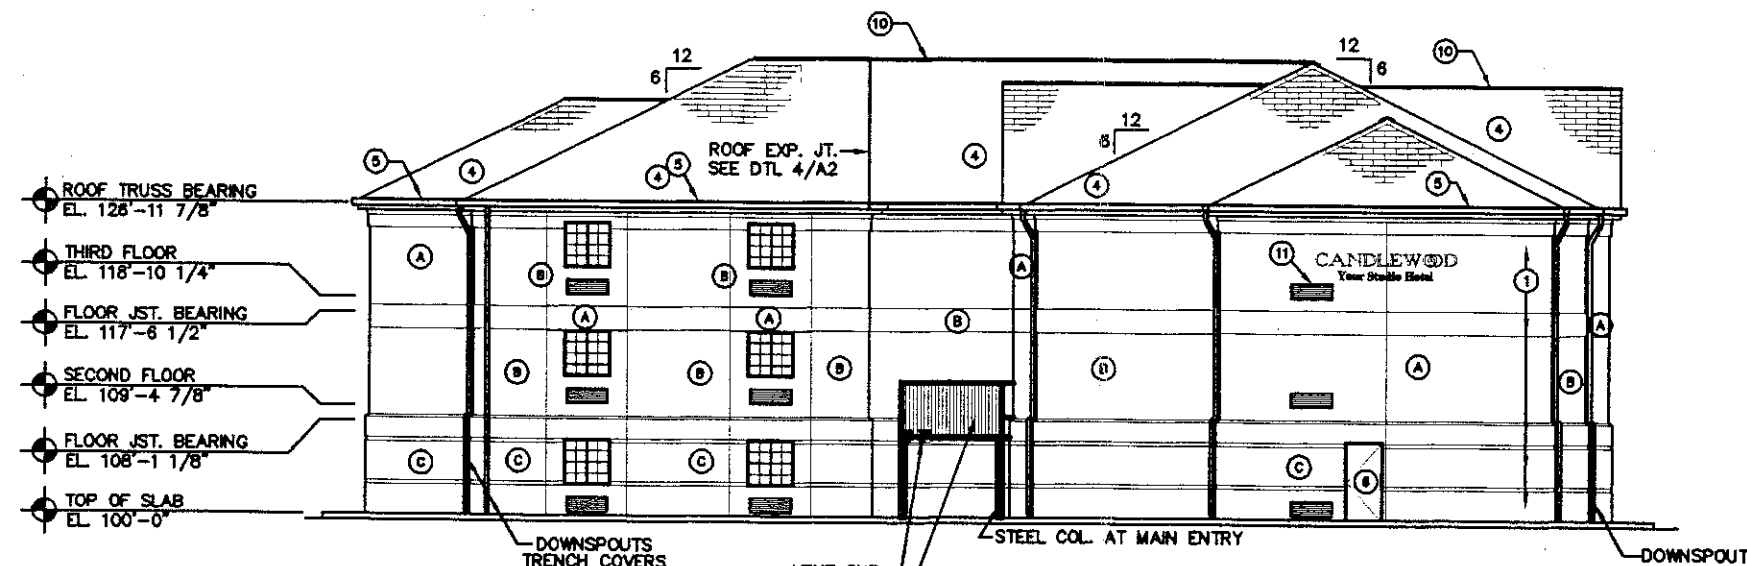 10
12
6
12
6
10
12
6
4
ROOF EXP. JT.
SEE DTL 4/A2
5
4
4
5
4
4
5
ROOF TRUSS BEARING
EL. 126'-11 7/8"
THIRD FLOOR
EL. 118'-10 1/4"
FLOOR JST. BEARING
EL. 117'-6 1/2"
SECOND FLOOR
EL. 109'-4 7/8"
FLOOR JST. BEARING
EL. 108'-1 1/8"
TOP OF SLAB
EL. 100'-0"
A
B
B
A
11
CANDLEWOOD
Your Studio Hotel
1
A
A
B
A
B
B
B
A
B
C
C
C
C
STEEL COL. AT MAIN ENTRY
DOWNSPOUTS
TRENCH COVERS
DOWNSPOUT